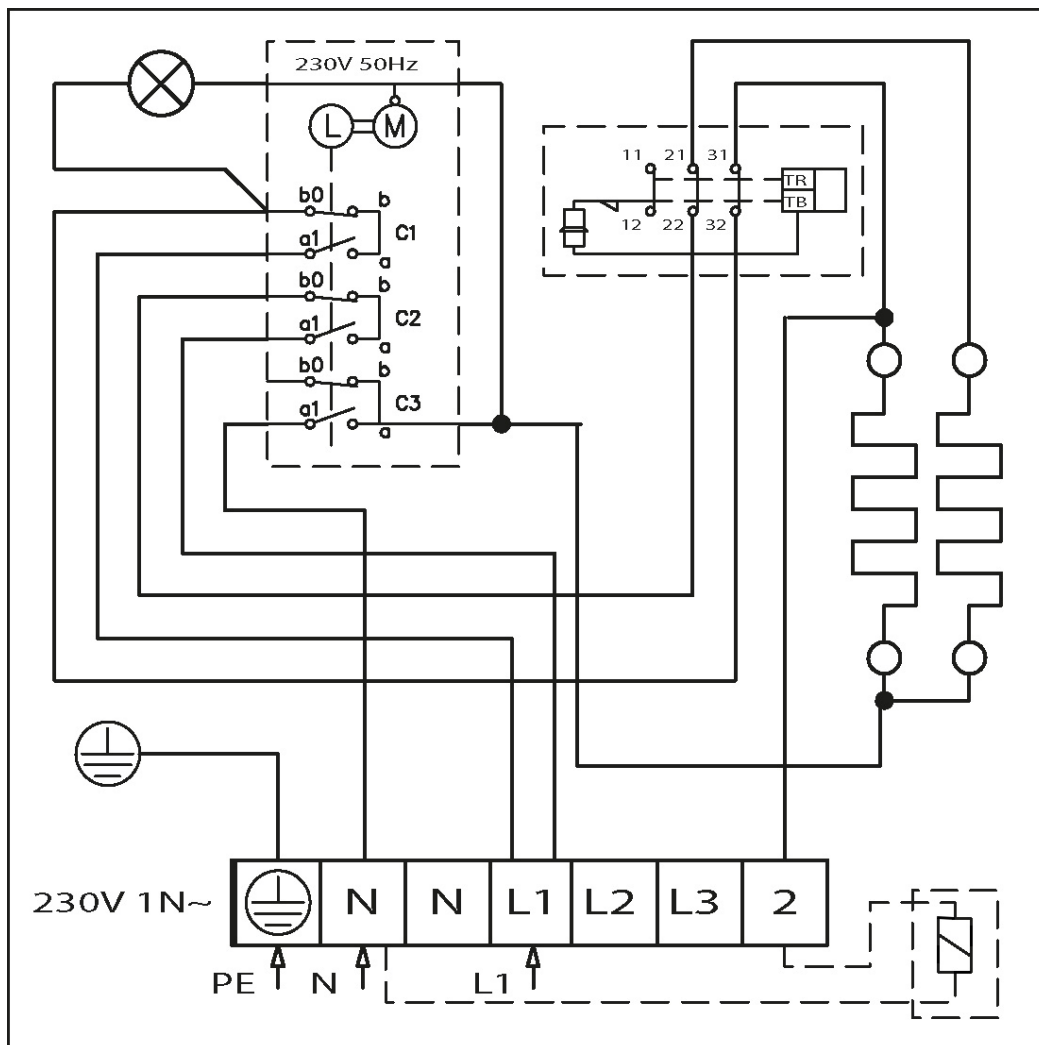 230V 50Hz
L M
11 21 31
TR
TB
12 22 32
b0 b
C1
a1 a
b0 b
C2
a1 a
b0 b
C3
a1 a
230V 1N~ N N L1 L2 L3 2
PE N L1